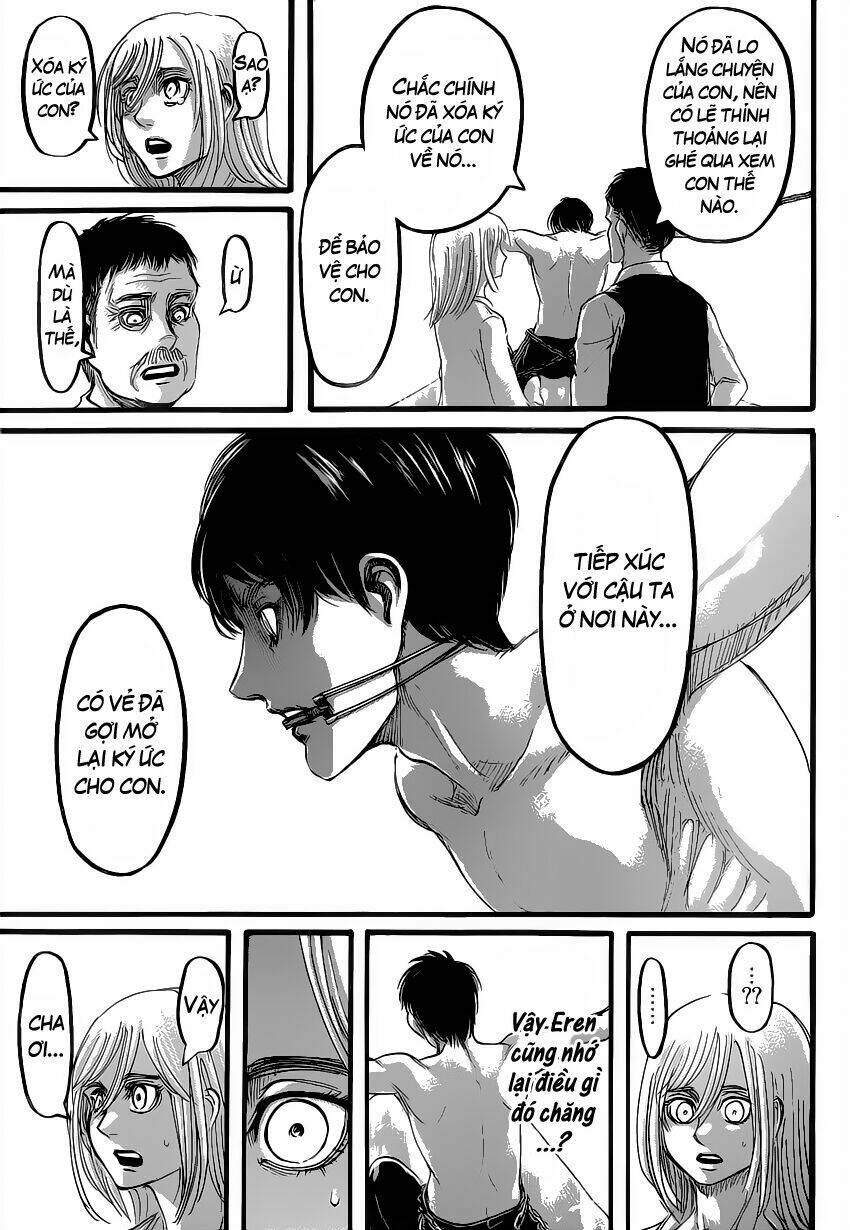 NÓ ĐÃ LO
LẮNG CHUYỆN
CỦA CON, NÊN
CÓ LẼ THỈNH
THOẢNG LẠI
GHÉ QUA XEM
CON THẾ
NÀO.
CHẮC CHÍNH
NÓ ĐÃ XÓA KÝ
ỨC CỦA CON
VỀ NÓ...
ĐỂ BẢO
VỆ CHO
CON.
SAO
Ạ?
XÓA KÝ
ỨC CỦA
CON?
Ừ
MÀ
DÙ LÀ
THẾ,
TIẾP XÚC
VỚI CẬU TA
Ở NƠI NÀY...
CÓ VẺ ĐÃ
GỢI MỞ
LẠI KÝ ỨC
CHO CON.
...
??
......
Vậy Eren
cũng nhớ
lại điều gì
đó chăng
...?
VẬY
CHA
ƠI...